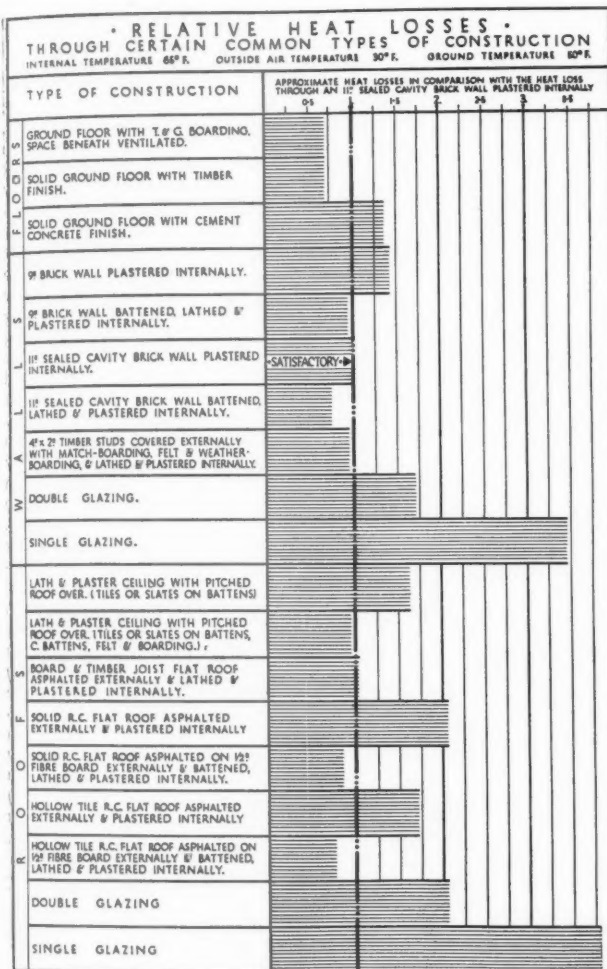 • RELATIVE HEAT LOSSES •
THROUGH CERTAIN COMMON TYPES OF CONSTRUCTION
INTERNAL TEMPERATURE 65° F. OUTSIDE AIR TEMPERATURE 30° F. GROUND TEMPERATURE 50° F.
TYPE OF CONSTRUCTION
APPROXIMATE HEAT LOSSES IN COMPARISON WITH THE HEAT LOSS
THROUGH AN 11" SEALED CAVITY BRICK WALL PLASTERED INTERNALLY
1 0·5 1 1·5 2 2·5 3 3·5
FLOORS
GROUND FLOOR WITH T. & G. BOARDING,
SPACE BENEATH VENTILATED.
SOLID GROUND FLOOR WITH TIMBER
FINISH.
SOLID GROUND FLOOR WITH CEMENT
CONCRETE FINISH.
WALLS
9" BRICK WALL PLASTERED INTERNALLY.
9" BRICK WALL BATTENED, LATHED &
PLASTERED INTERNALLY.
11" SEALED CAVITY BRICK WALL PLASTERED
INTERNALLY.
SATISFACTORY
11" SEALED CAVITY BRICK WALL BATTENED,
LATHED & PLASTERED INTERNALLY.
4" x 2" TIMBER STUDS COVERED EXTERNALLY
WITH MATCH-BOARDING, FELT & WEATHER-
BOARDING, & LATHED & PLASTERED INTERNALLY.
DOUBLE GLAZING.
SINGLE GLAZING.
ROOFS
LATH & PLASTER CEILING WITH PITCHED
ROOF OVER. (TILES OR SLATES ON BATTENS)
LATH & PLASTER CEILING WITH PITCHED
ROOF OVER. (TILES OR SLATES ON BATTENS,
C. BATTENS, FELT & BOARDING.)
BOARD & TIMBER JOIST FLAT ROOF
ASPHALTED EXTERNALLY & LATHED &
PLASTERED INTERNALLY.
SOLID R.C. FLAT ROOF ASPHALTED
EXTERNALLY & PLASTERED INTERNALLY
SOLID R.C. FLAT ROOF ASPHALTED ON 1/2"
FIBRE BOARD EXTERNALLY & BATTENED,
LATHED & PLASTERED INTERNALLY.
HOLLOW TILE R.C. FLAT ROOF ASPHALTED
EXTERNALLY & PLASTERED INTERNALLY
HOLLOW TILE R.C. FLAT ROOF ASPHALTED ON
1/2" FIBRE BOARD EXTERNALLY & BATTENED,
LATHED & PLASTERED INTERNALLY.
DOUBLE GLAZING
SINGLE GLAZING